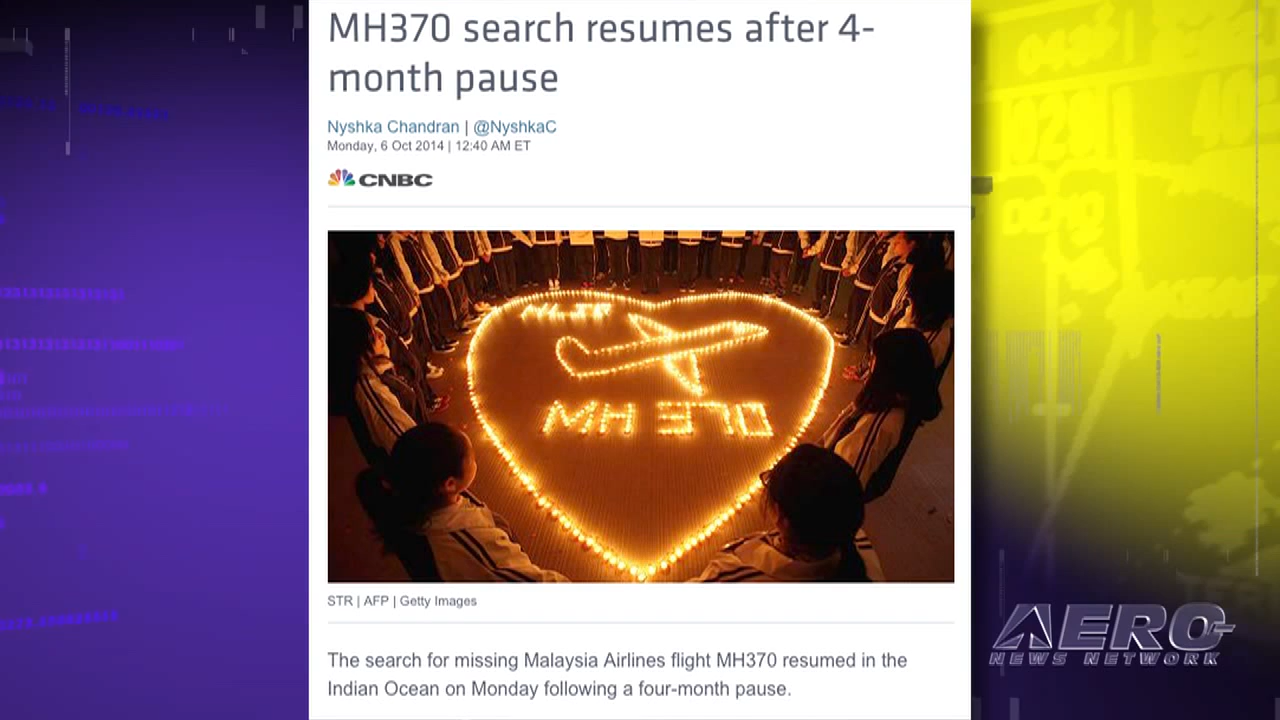 MH370 search resumes after 4-
month pause
Nyshka Chandran | @NyshkaC
Monday, 6 Oct 2014 | 12:40 AM ET
CNBC
MH 370
STR | AFP | Getty Images
The search for missing Malaysia Airlines flight MH370 resumed in the
Indian Ocean on Monday following a four-month pause.
AERO
NEWS NETWORK